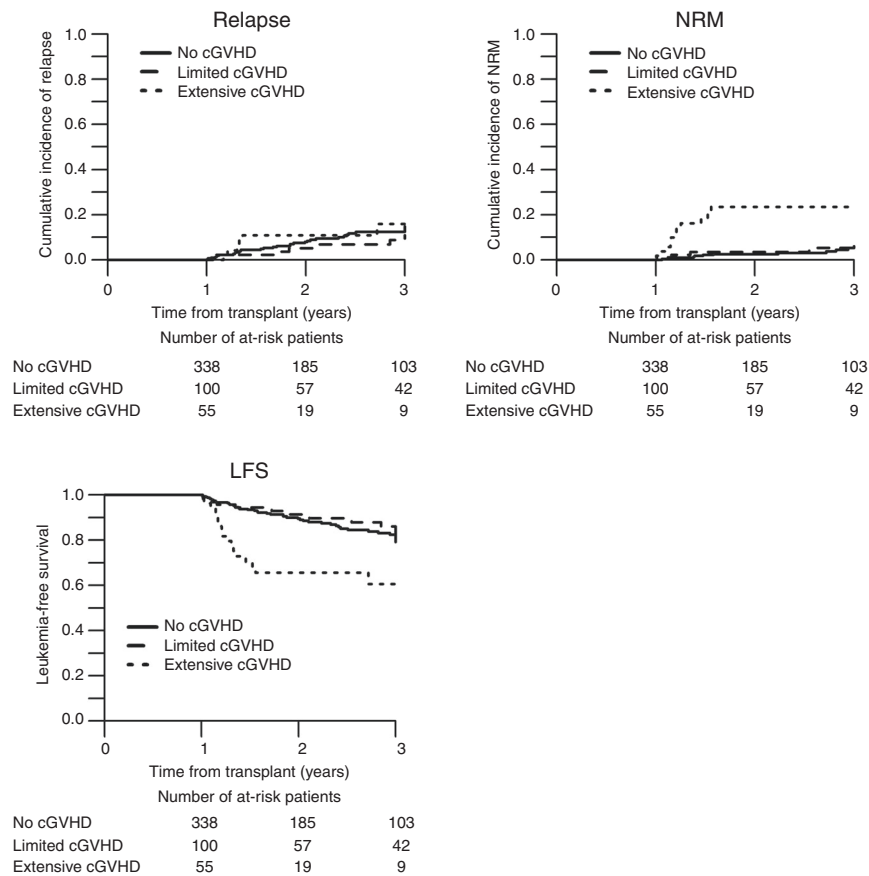 Relapse
Cumulative incidence of relapse
1.0
0.8
0.6
0.4
0.2
0.0
No cGVHD
Limited cGVHD
Extensive cGVHD
0 1 2 3
Time from transplant (years)
Number of at-risk patients
No cGVHD 338 185 103
Limited cGVHD 100 57 42
Extensive cGVHD 55 19 9
NRM
Cumulative incidence of NRM
1.0
0.8
0.6
0.4
0.2
0.0
No cGVHD
Limited cGVHD
Extensive cGVHD
0 1 2 3
Time from transplant (years)
Number of at-risk patients
No cGVHD 338 185 103
Limited cGVHD 100 57 42
Extensive cGVHD 55 19 9
LFS
Leukemia-free survival
1.0
0.8
0.6
0.4
0.2
0.0
No cGVHD
Limited cGVHD
Extensive cGVHD
0 1 2 3
Time from transplant (years)
Number of at-risk patients
No cGVHD 338 185 103
Limited cGVHD 100 57 42
Extensive cGVHD 55 19 9